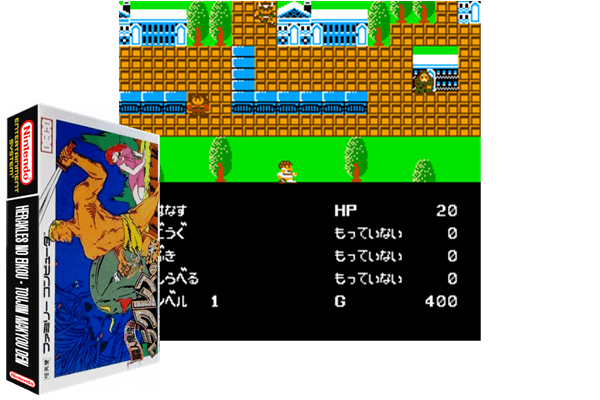 はなす HP 20
どうぐ もっていない 0
ぶき もっていない 0
しらべる もっていない 0
レベル 1 G 400
Nintendo
ENTERTAINMENT
SYSTEM
HERAKLES NO EIKOU - TOUJIN MAKYOU DEN
Nintendo
ファミリーコンピュータ